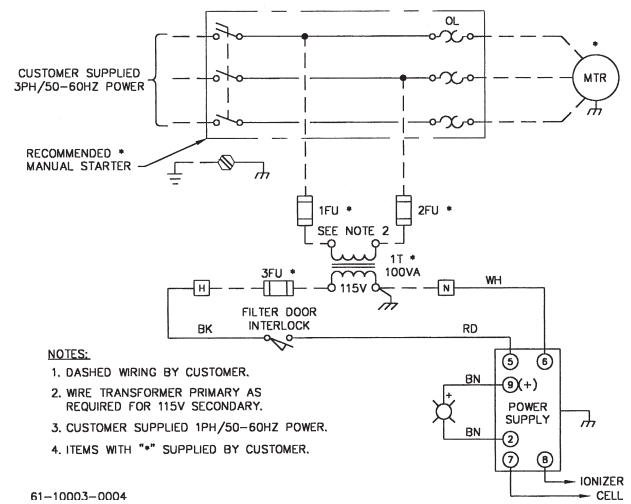 OL
*
MTR
CUSTOMER SUPPLIED
3PH/50-60HZ POWER
RECOMMENDED *
MANUAL STARTER
1FU *
2FU *
SEE NOTE 2
1T *
100VA
3FU *
H
115V
N
WH
FILTER DOOR
INTERLOCK
BK
RD
NOTES:
1. DASHED WIRING BY CUSTOMER.
2. WIRE TRANSFORMER PRIMARY AS
REQUIRED FOR 115V SECONDARY.
3. CUSTOMER SUPPLIED 1PH/50-60HZ POWER.
4. ITEMS WITH "*" SUPPLIED BY CUSTOMER.
5
6
BN
9
(+)
+
POWER
SUPPLY
BN
2
7
8
IONIZER
CELL
61-10003-0004